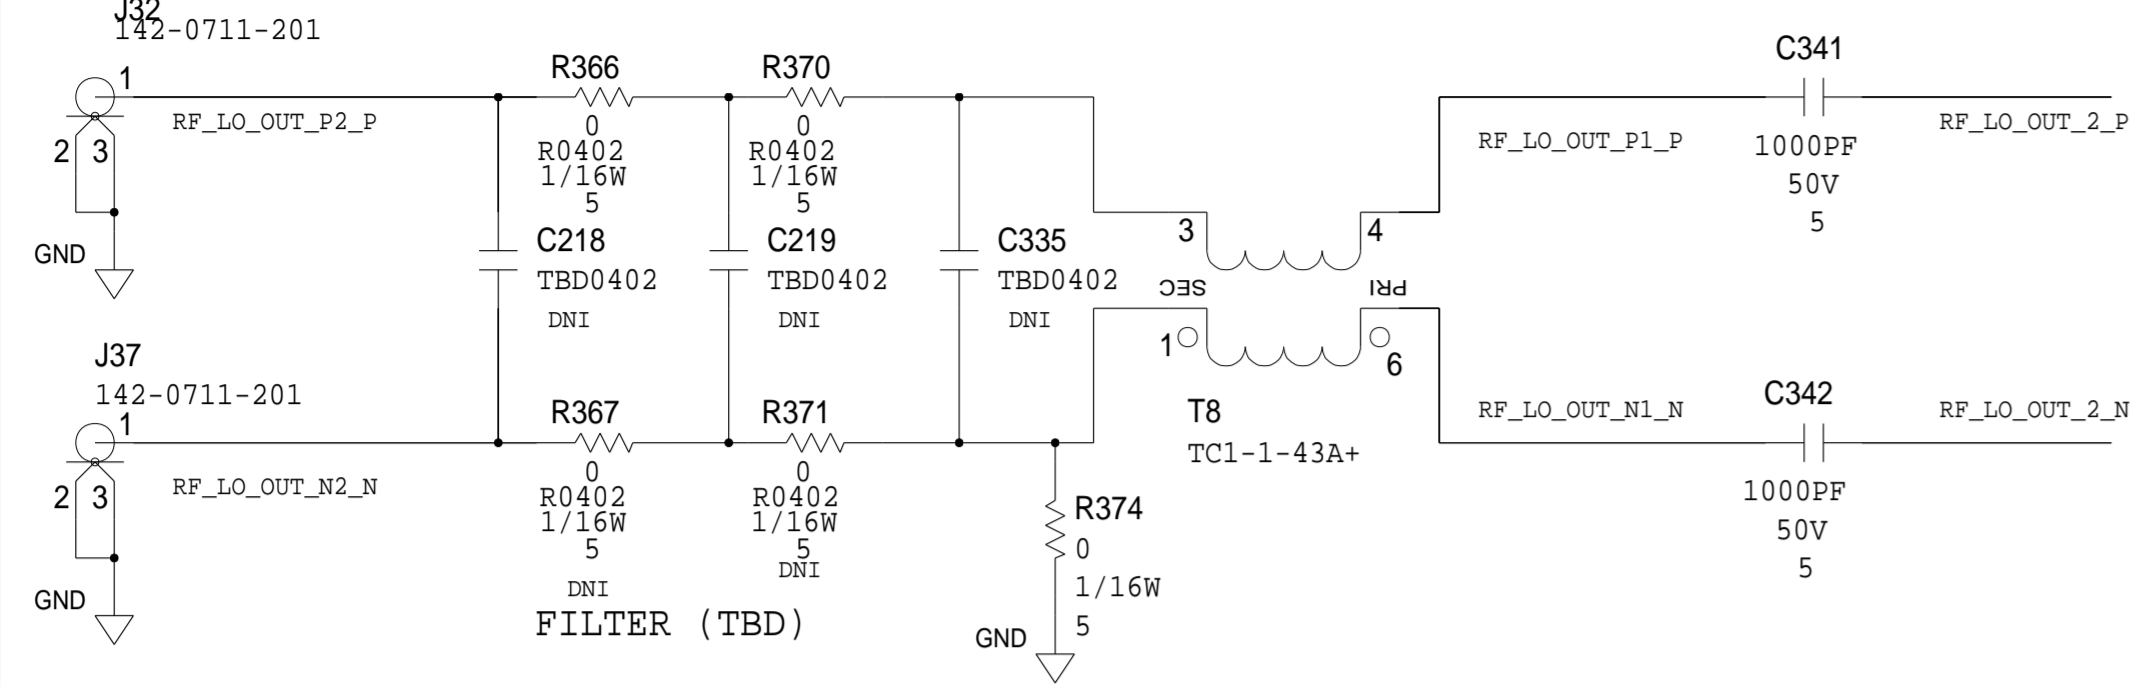 J32
142-0711-201
1
RF_LO_OUT_P2_P
2 3
GND
R366
0
R0402
1/16W
5
R370
0
R0402
1/16W
5
C218
TBD0402
DNI
C219
TBD0402
DNI
C335
TBD0402
DNI
3
4
SEC
PRI
1
6
T8
TC1-1-43A+
RF_LO_OUT_P1_P
C341
1000PF
50V
5
RF_LO_OUT_2_P
J37
142-0711-201
1
RF_LO_OUT_N2_N
2 3
GND
R367
0
R0402
1/16W
5
DNI
R371
0
R0402
1/16W
5
DNI
FILTER (TBD)
R374
0
1/16W
5
GND
RF_LO_OUT_N1_N
C342
1000PF
50V
5
RF_LO_OUT_2_N